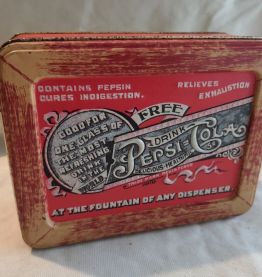 CONTAINS PEPSIN
CURES INDIGESTION.
RELIEVES
EXHAUSTION
FREE
GOOD FOR
ONE GLASS OF
THE MOST
REFRESHING
DRINK
PEPSI-COLA
AT THE FOUNTAIN OF ANY DISPENSER.